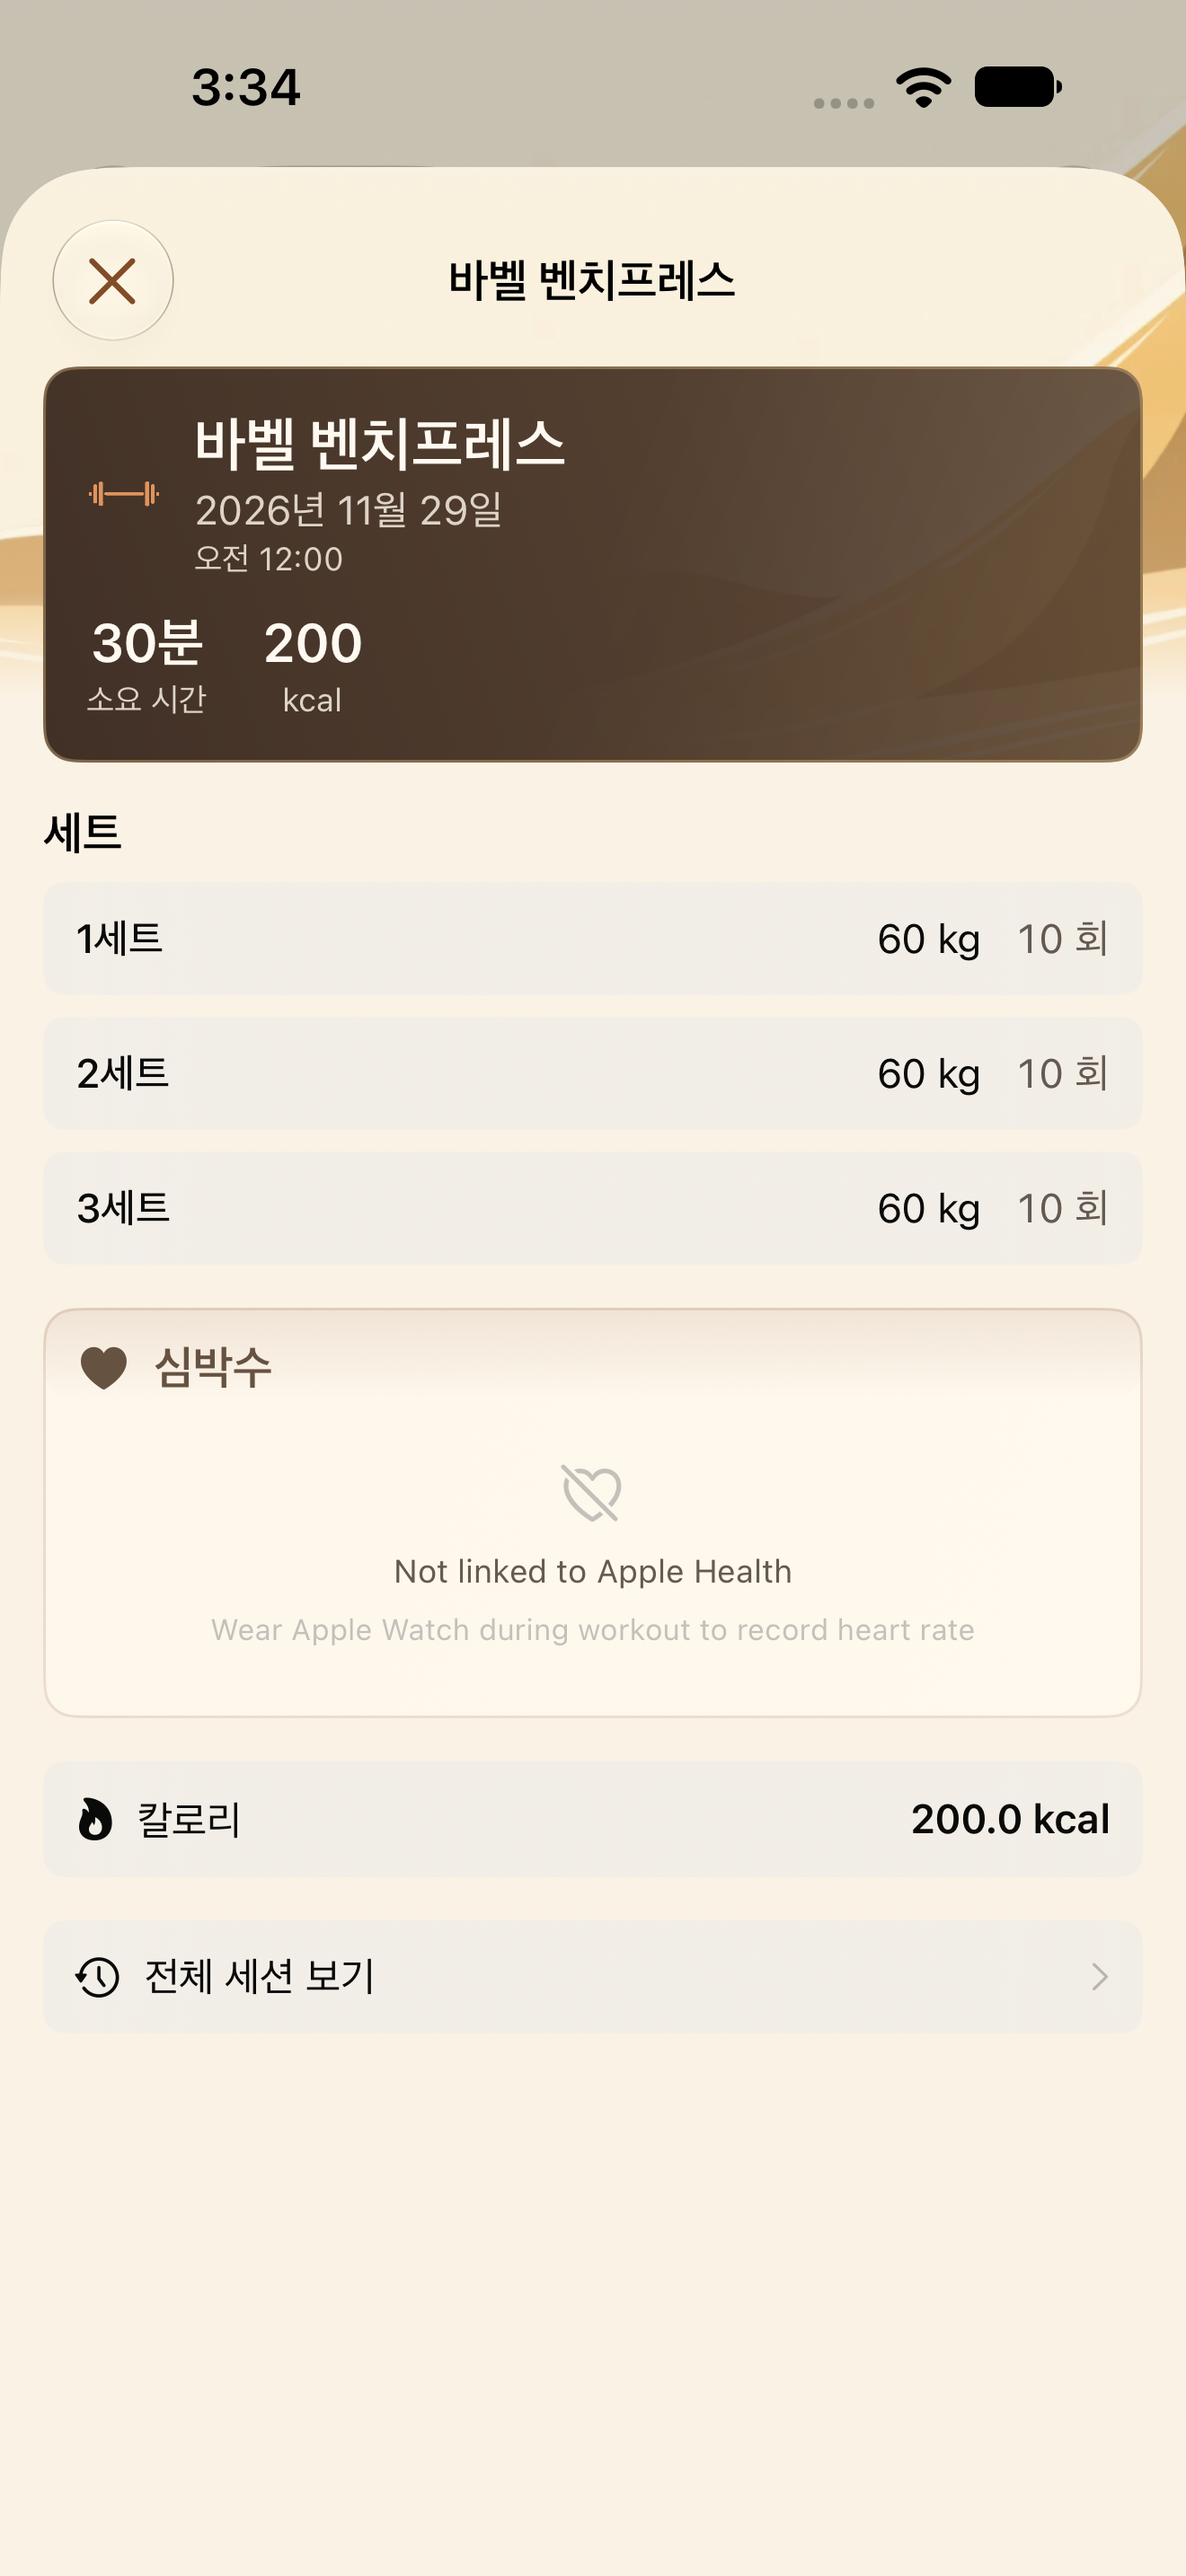 3:34
바벨 벤치프레스
바벨 벤치프레스
2026년 11월 29일
오전 12:00
30분 200
소요 시간 kcal
세트
1세트 60 kg 10 회
2세트 60 kg 10 회
3세트 60 kg 10 회
심박수
Not linked to Apple Health
Wear Apple Watch during workout to record heart rate
칼로리 200.0 kcal
전체 세션 보기